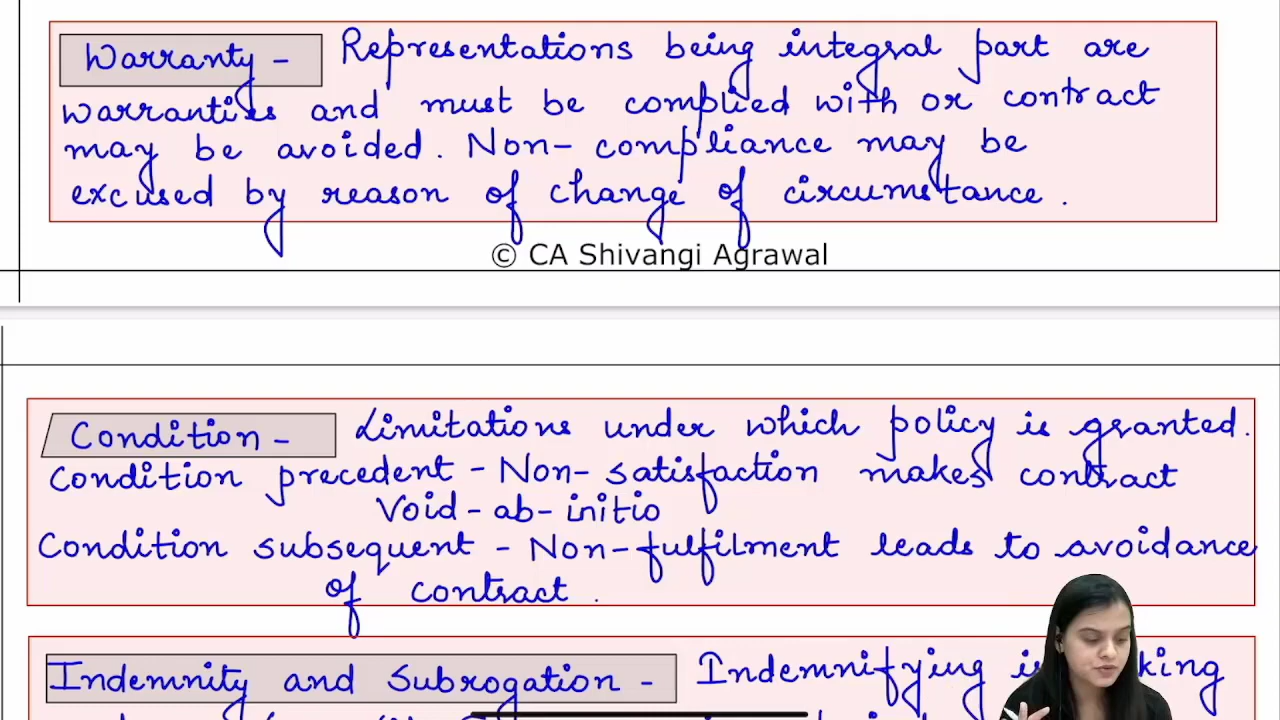 Warranty - Representations being integral part are
warranties and must be complied with or contract
may be avoided. Non-compliance may be
excused by reason of change of circumstance.
© CA Shivangi Agrawal
Condition - Limitations under which policy is granted.
Condition precedent - Non-satisfaction makes contract
Void-ab-initio
Condition subsequent - Non-fulfilment leads to avoidance
of contract.
Indemnity and Subrogation - Indemnifying